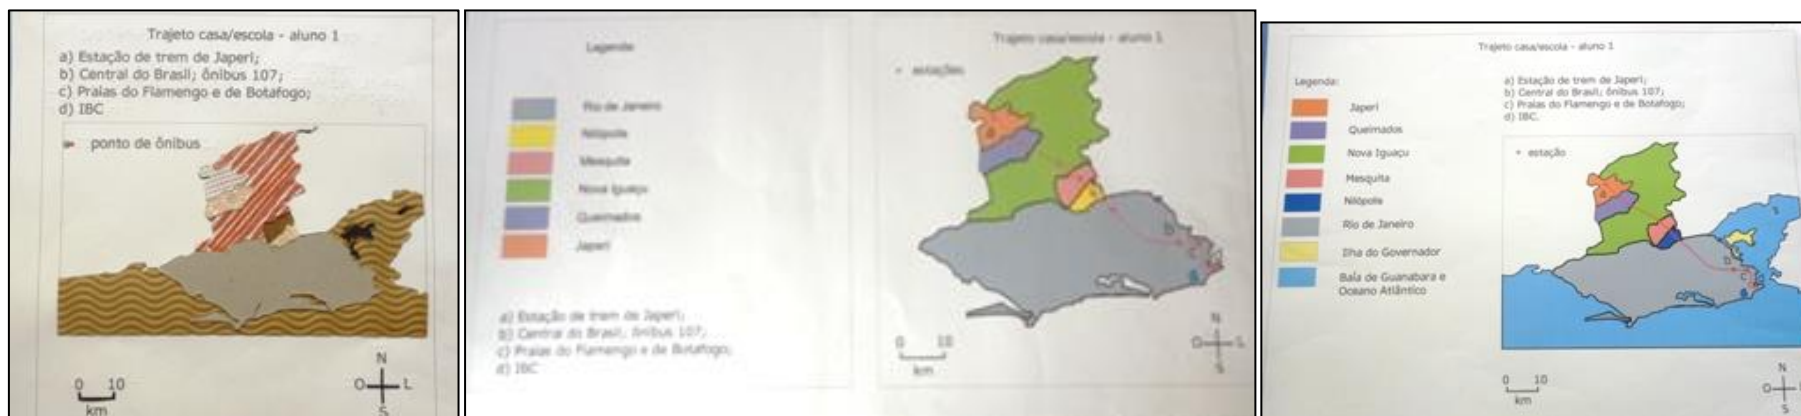 Trajeto casa/escola - aluno 1
a) Estação de trem de Japeri;
b) Central do Brasil; ônibus 107;
c) Praias do Flamengo e de Botafogo;
d) IBC
ponto de ônibus
0 10
km
N
O L
S
Legenda
Rio de Janeiro
Nilópolis
Mesquita
Nova Iguaçu
Queimados
Japeri
a) Estação de trem de Japeri;
b) Central do Brasil; ônibus 107;
c) Praias do Flamengo e de Botafogo;
d) IBC
Trajeto casa/escola - aluno 1
estações
a
b
c
0 10
km
N
O L
S
Trajeto casa/escola - aluno 1
Legenda:
Japeri
Queimados
Nova Iguaçu
Mesquita
Nilópolis
Rio de Janeiro
Ilha do Governador
Baía de Guanabara e
Oceano Atlântico
a) Estação de trem de Japeri;
b) Central do Brasil; ônibus 107;
c) Praias do Flamengo e de Botafogo;
d) IBC.
estação
a
b
c
0 10
km
N
O
S